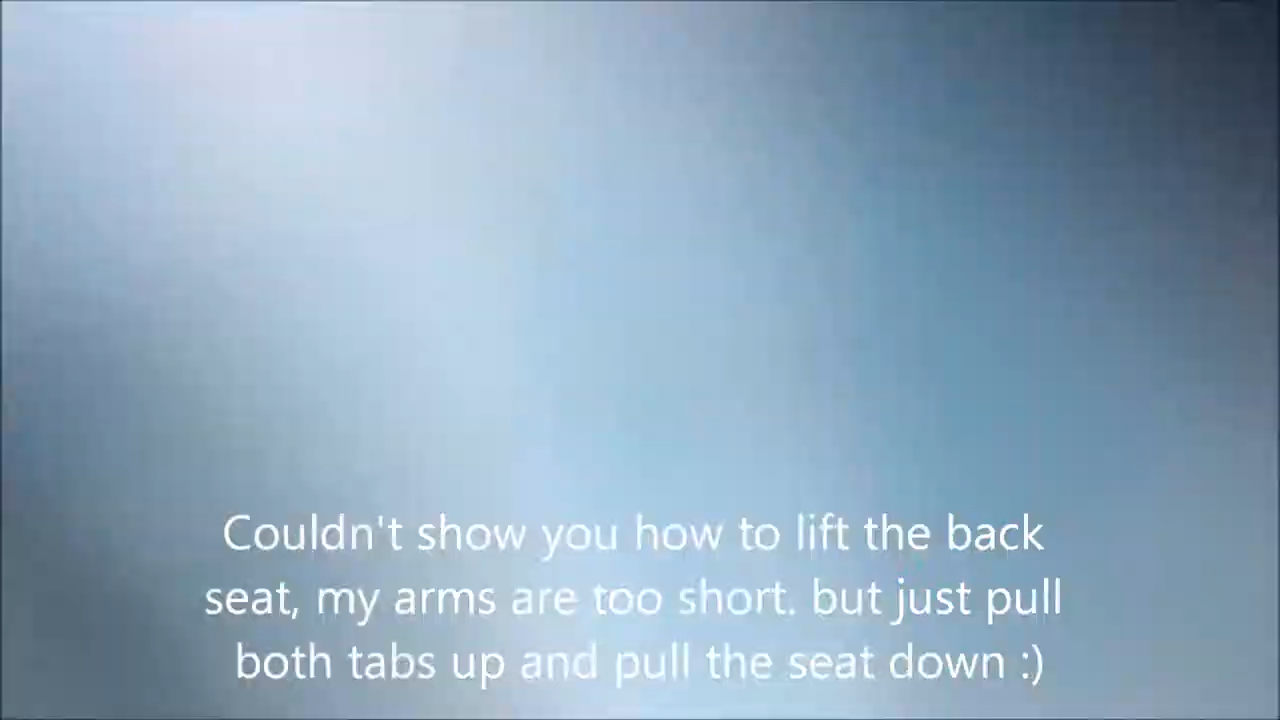 Couldn't show you how to lift the back
seat, my arms are too short. but just pull
both tabs up and pull the seat down :)